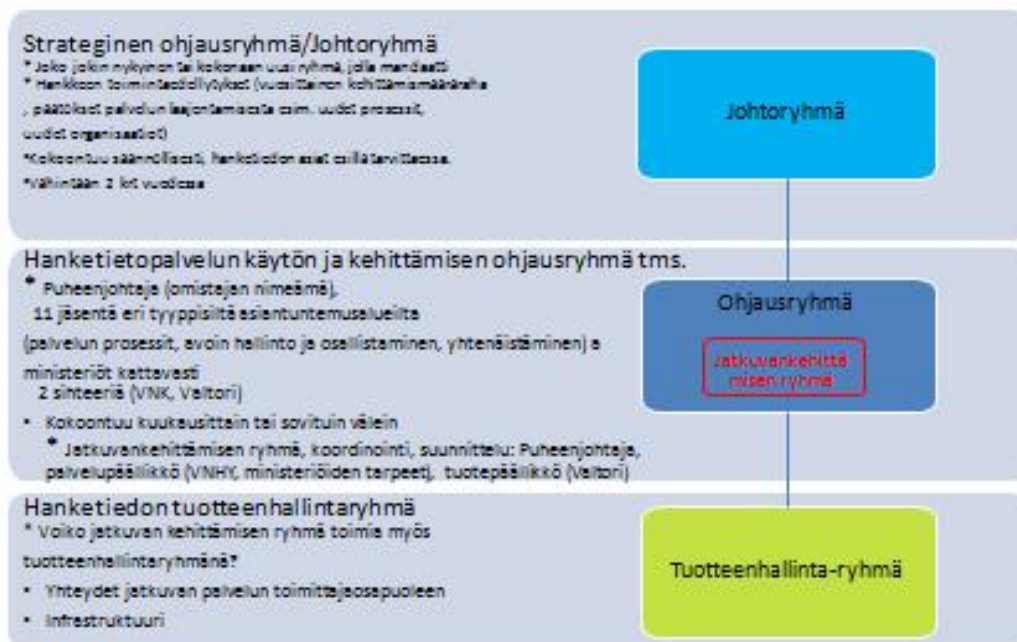 Strateginen ohjausryhmä/Johtoryhmä
* Joko jokin nykyinen tai kokonaan uusi ryhmä, jolla mandaatti
* Hankkeen toimintaedellytykset (vuosittainen kehittämismääräraha
, päätökset palvelun laajentamisesta esim. uudet prosessit,
uudet organisaatiot)
*Kokoontuu säännöllisesti, hanketiedon asiat esillä tarvittaessa.
*Vähintään 2 krt vuodessa
Johtoryhmä
Hanketietopalvelun käytön ja kehittämisen ohjausryhmä tms.
* Puheenjohtaja (omistajan nimeämä),
11 jäsentä eri tyyppisiltä asiantuntemusalueilta
(palvelun prosessit, avoin hallinto ja osallistaminen, yhtenäistäminen) a
ministeriöt kattavasti
2 sihteeriä (VNK, Valtori)
• Kokoontuu kuukausittain tai sovituin välein
* Jatkuvankehittämisen ryhmä, koordinointi, suunnittelu: Puheenjohtaja,
palvelupäällikkö (VNHY, ministeriöiden tarpeet), tuotepäällikkö (Valtori)
Ohjausryhmä
Jatkuvankehittä
misen ryhmä
Hanketiedon tuotteenhallintaryhmä
* Voiko jatkuvan kehittämisen ryhmä toimia myös
tuotteenhallintaryhmänä?
• Yhteydet jatkuvan palvelun toimittajaosapuoleen
• Infrastruktuuri
Tuotteenhallinta-ryhmä